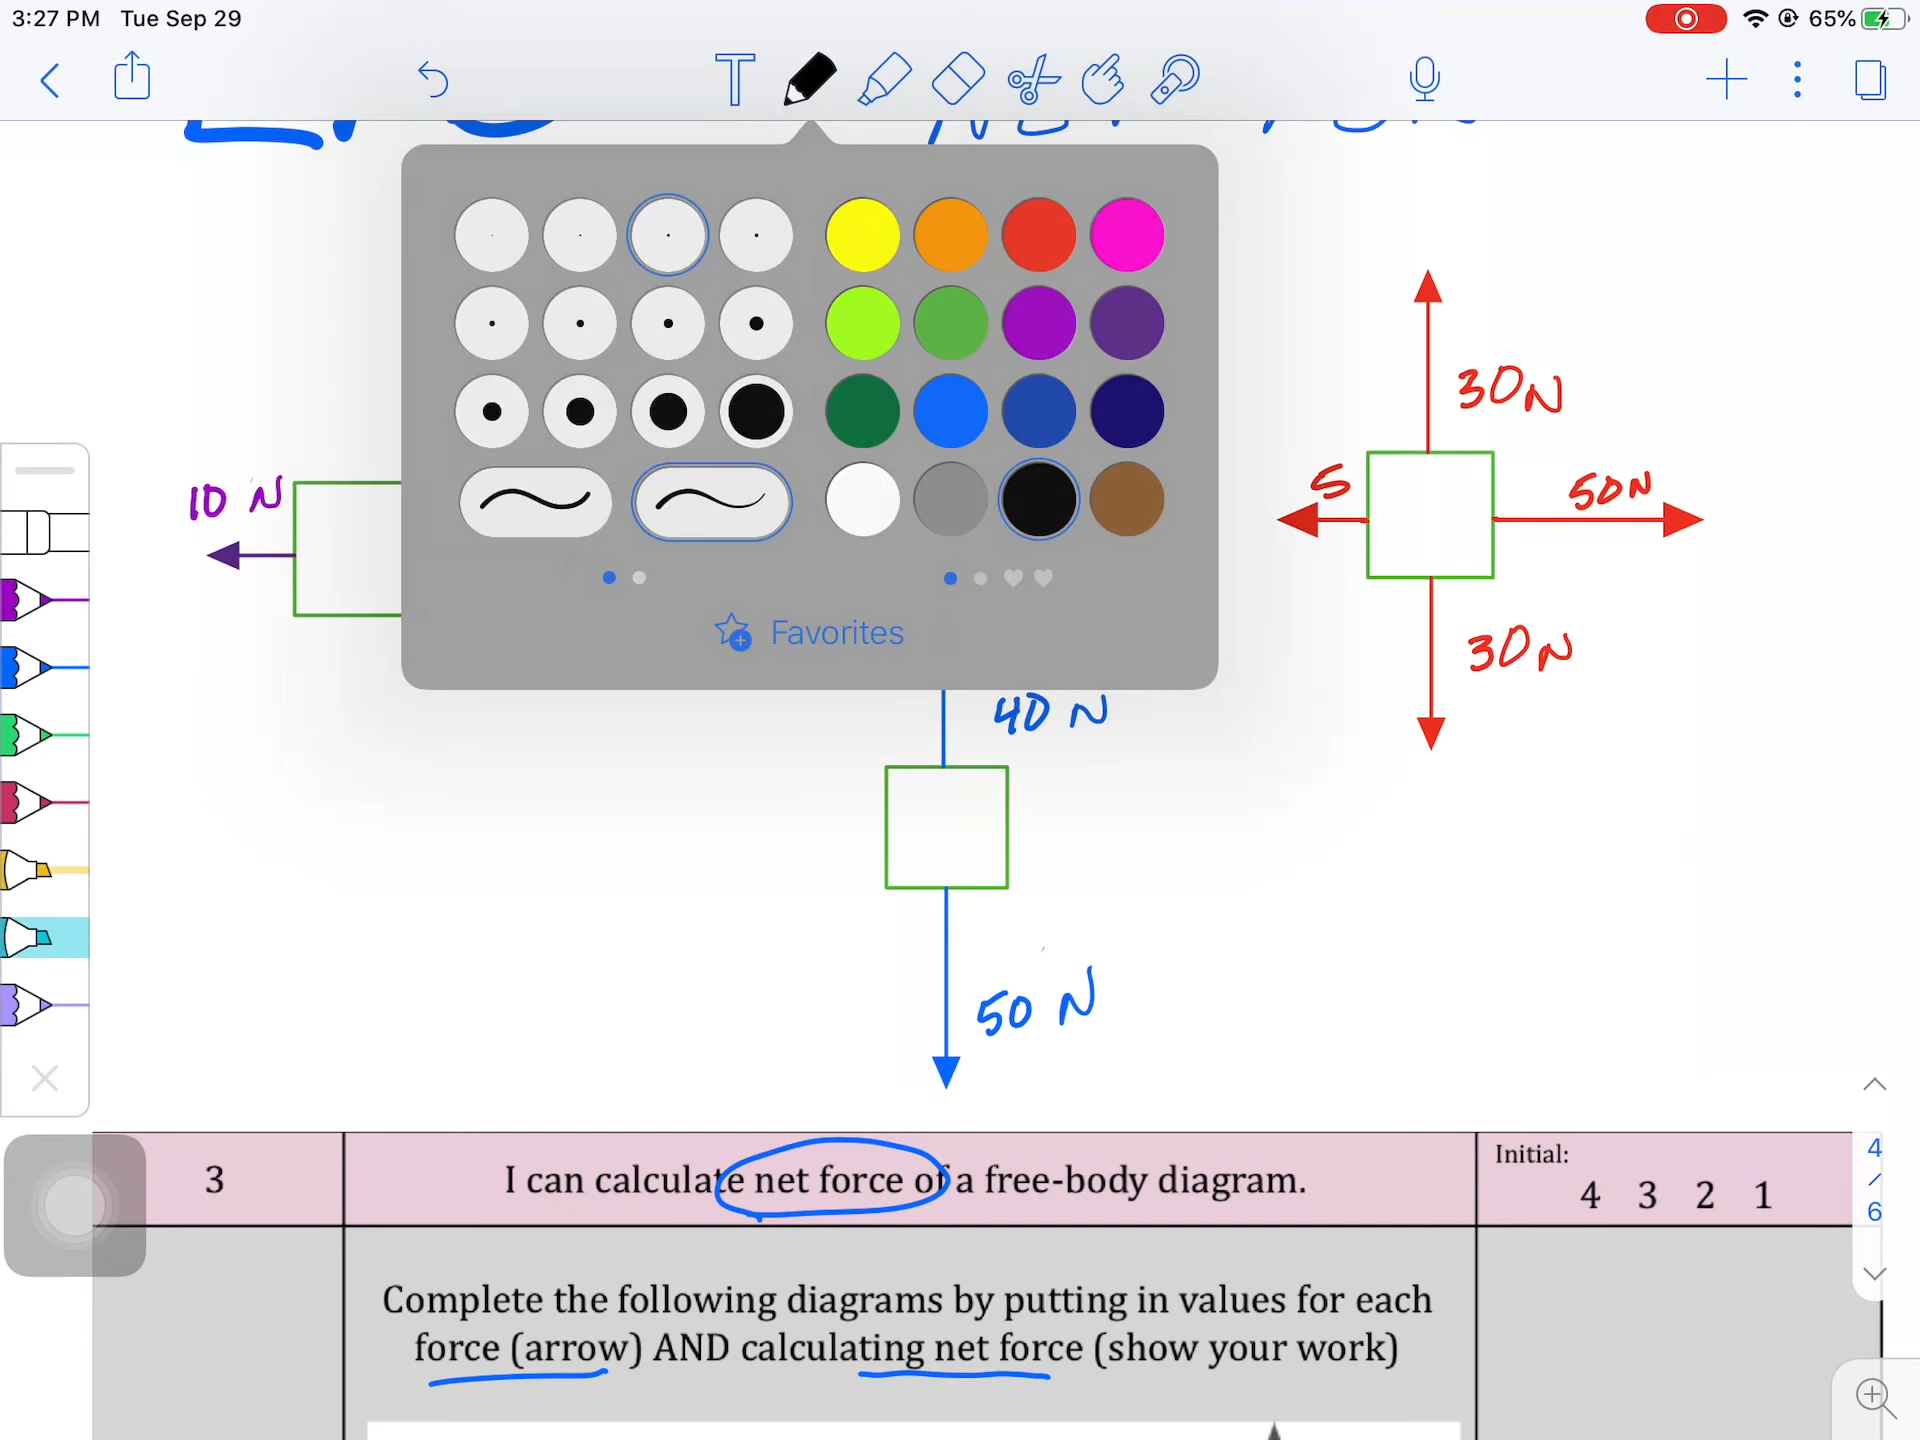 3:27 PM Tue Sep 29
65%
T
30N
10 N
5
50N
Favorites
30N
40 N
50 N
3
I can calculate net force of a free-body diagram.
Initial:
4 3 2 1
4
/
6
Complete the following diagrams by putting in values for each
force (arrow) AND calculating net force (show your work)